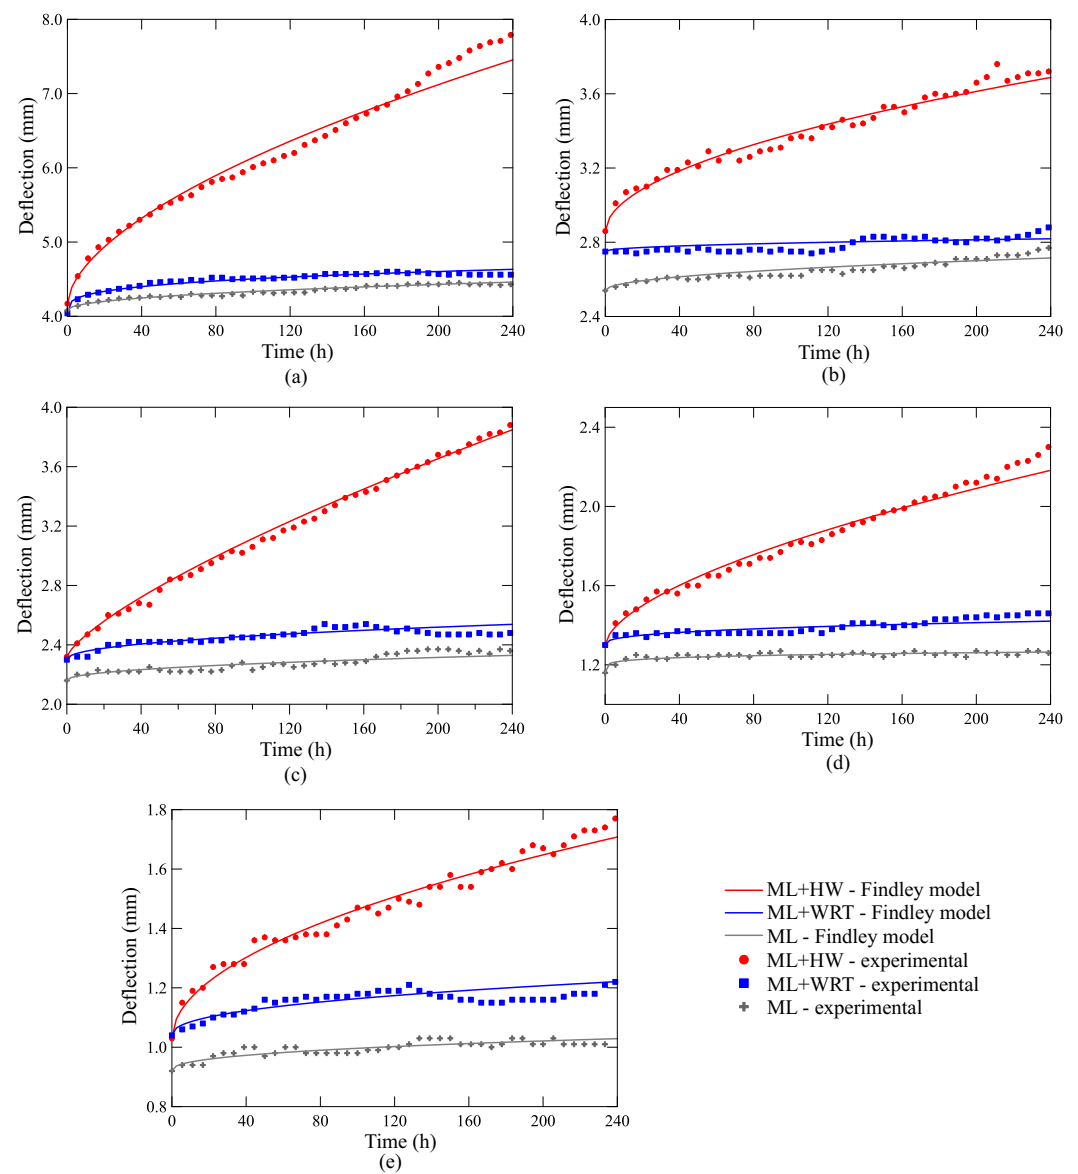 8.0
7.0
6.0
5.0
4.0
Deflection (mm)
0 40 80 120 160 200 240
Time (h)
(a)
4.0
3.6
3.2
2.8
2.4
Deflection (mm)
0 40 80 120 160 200 240
Time (h)
(b)
4.0
3.6
3.2
2.8
2.4
2.0
Deflection (mm)
0 40 80 120 160 200 240
Time (h)
(c)
2.4
2.0
1.6
1.2
Deflection (mm)
0 40 80 120 160 200 240
Time (h)
(d)
1.8
1.6
1.4
1.2
1.0
0.8
Deflection (mm)
0 40 80 120 160 200 240
Time (h)
(e)
ML+HW - Findley model
ML+WRT - Findley model
ML - Findley model
ML+HW - experimental
ML+WRT - experimental
ML - experimental